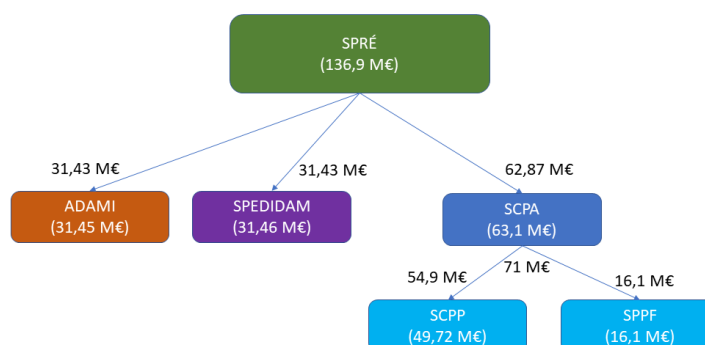 SPRÉ
(136,9 M€)
31,43 M€
31,43 M€
62,87 M€
ADAMI
(31,45 M€)
SPEDIDAM
(31,46 M€)
SCPA
(63,1 M€)
54,9 M€
71 M€
16,1 M€
SCPP
(49,72 M€)
SPPF
(16,1 M€)